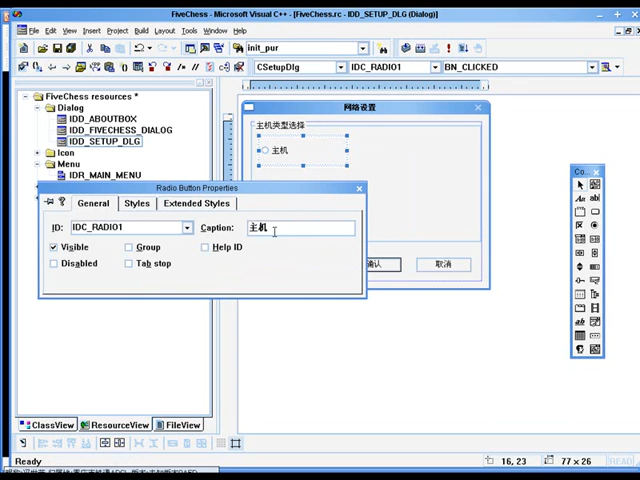 FiveChess - Microsoft Visual C++ - [FiveChess.rc - IDD_SETUP_DLG (Dialog)]
File Edit View Insert Project Build Layout Tools Window Help
init_pur
CSetupDlg IDC_RADIO1 BN_CLICKED
FiveChess resources *
Dialog
IDD_ABOUTBOX
IDD_FIVECHESS_DIALOG
IDD_SETUP_DLG
Icon
Menu
IDR_MAIN_MENU
网络设置
主机类型选择
主机
确认
取消
Radio Button Properties
General Styles Extended Styles
ID: IDC_RADIO1 Caption: 主机
Visible Group Help ID
Disabled Tab stop
Co...
Aa ab|
ClassView ResourceView FileView
Ready
16, 23 77 x 26 READ